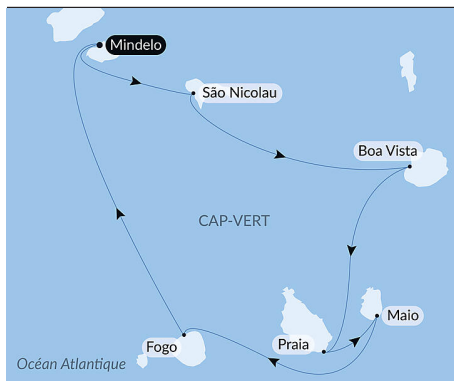 Mindelo
São Nicolau
Boa Vista
CAP-VERT
Maio
Praia
Fogo
Océan Atlantique